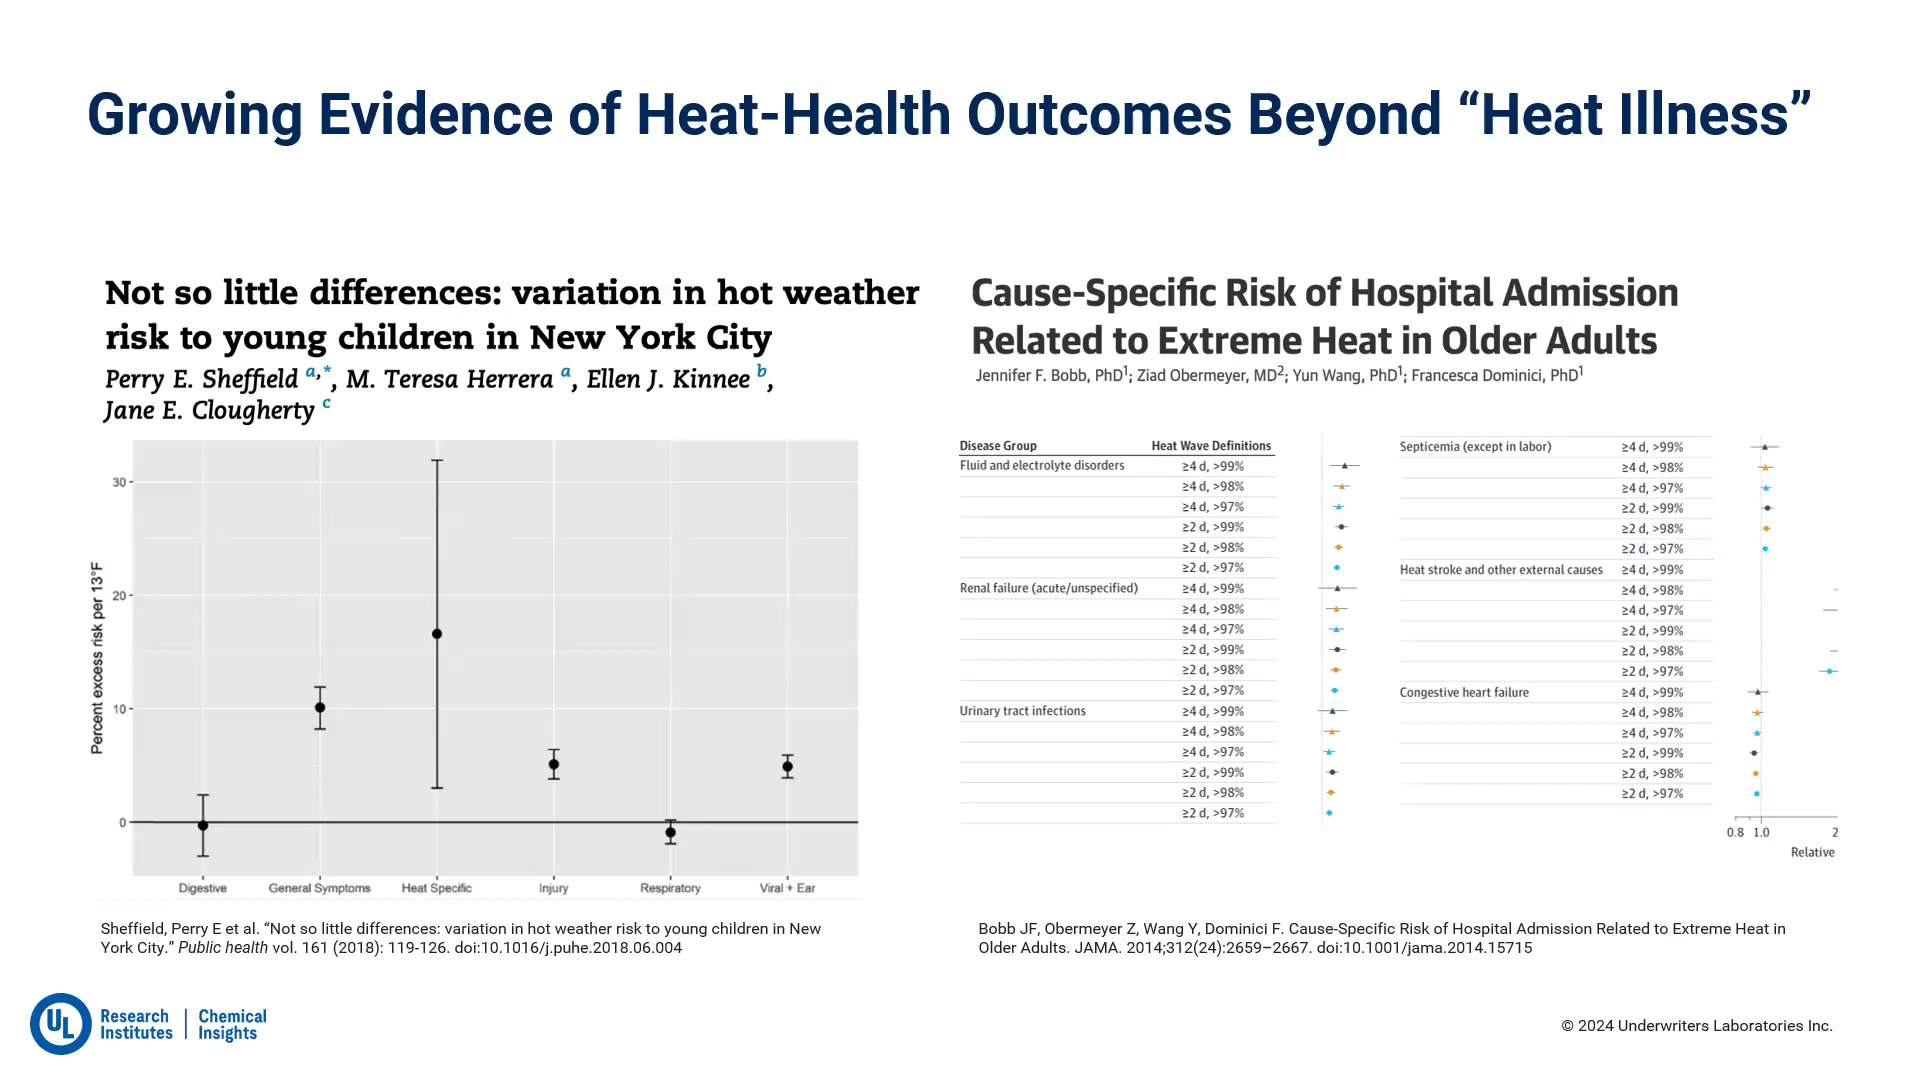 Growing Evidence of Heat-Health Outcomes Beyond “Heat Illness”
Not so little differences: variation in hot weather
risk to young children in New York City
Perry E. Sheffield a,*, M. Teresa Herrera a, Ellen J. Kinnee b,
Jane E. Clougherty c
Percent excess risk per 13°F
30
20
10
0
Digestive
General Symptoms
Heat Specific
Injury
Respiratory
Viral + Ear
Sheffield, Perry E et al. “Not so little differences: variation in hot weather risk to young children in New
York City.” Public health vol. 161 (2018): 119-126. doi:10.1016/j.puhe.2018.06.004
Cause-Specific Risk of Hospital Admission
Related to Extreme Heat in Older Adults
Jennifer F. Bobb, PhD1; Ziad Obermeyer, MD2; Yun Wang, PhD1; Francesca Dominici, PhD1
Disease Group Heat Wave Definitions
Fluid and electrolyte disorders ≥4 d, >99%
≥4 d, >98%
≥4 d, >97%
≥2 d, >99%
≥2 d, >98%
≥2 d, >97%
Renal failure (acute/unspecified) ≥4 d, >99%
≥4 d, >98%
≥4 d, >97%
≥2 d, >99%
≥2 d, >98%
≥2 d, >97%
Urinary tract infections ≥4 d, >99%
≥4 d, >98%
≥4 d, >97%
≥2 d, >99%
≥2 d, >98%
≥2 d, >97%
Septicemia (except in labor) ≥4 d, >99%
≥4 d, >98%
≥4 d, >97%
≥2 d, >99%
≥2 d, >98%
≥2 d, >97%
Heat stroke and other external causes ≥4 d, >99%
≥4 d, >98%
≥4 d, >97%
≥2 d, >99%
≥2 d, >98%
≥2 d, >97%
Congestive heart failure ≥4 d, >99%
≥4 d, >98%
≥4 d, >97%
≥2 d, >99%
≥2 d, >98%
≥2 d, >97%
0.8 1.0 2
Relative
Bobb JF, Obermeyer Z, Wang Y, Dominici F. Cause-Specific Risk of Hospital Admission Related to Extreme Heat in
Older Adults. JAMA. 2014;312(24):2659–2667. doi:10.1001/jama.2014.15715
UL
Research
Institutes
Chemical
Insights
© 2024 Underwriters Laboratories Inc.